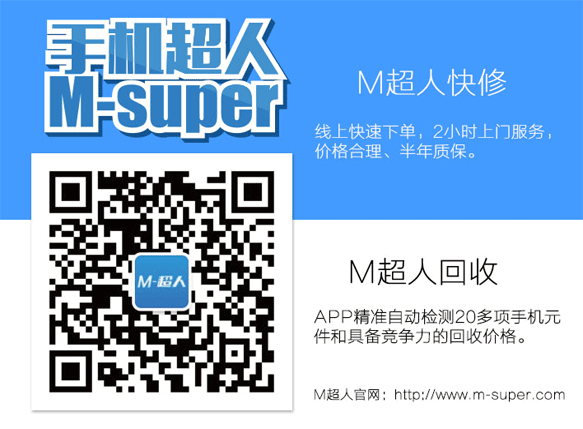 手机超人
M-super
M超人快修
线上快速下单，2小时上门服务，
价格合理、半年质保。
M-超人
M超人回收
APP精准自动检测20多项手机元
件和具备竞争力的回收价格。
M超人官网：http://www.m-super.com